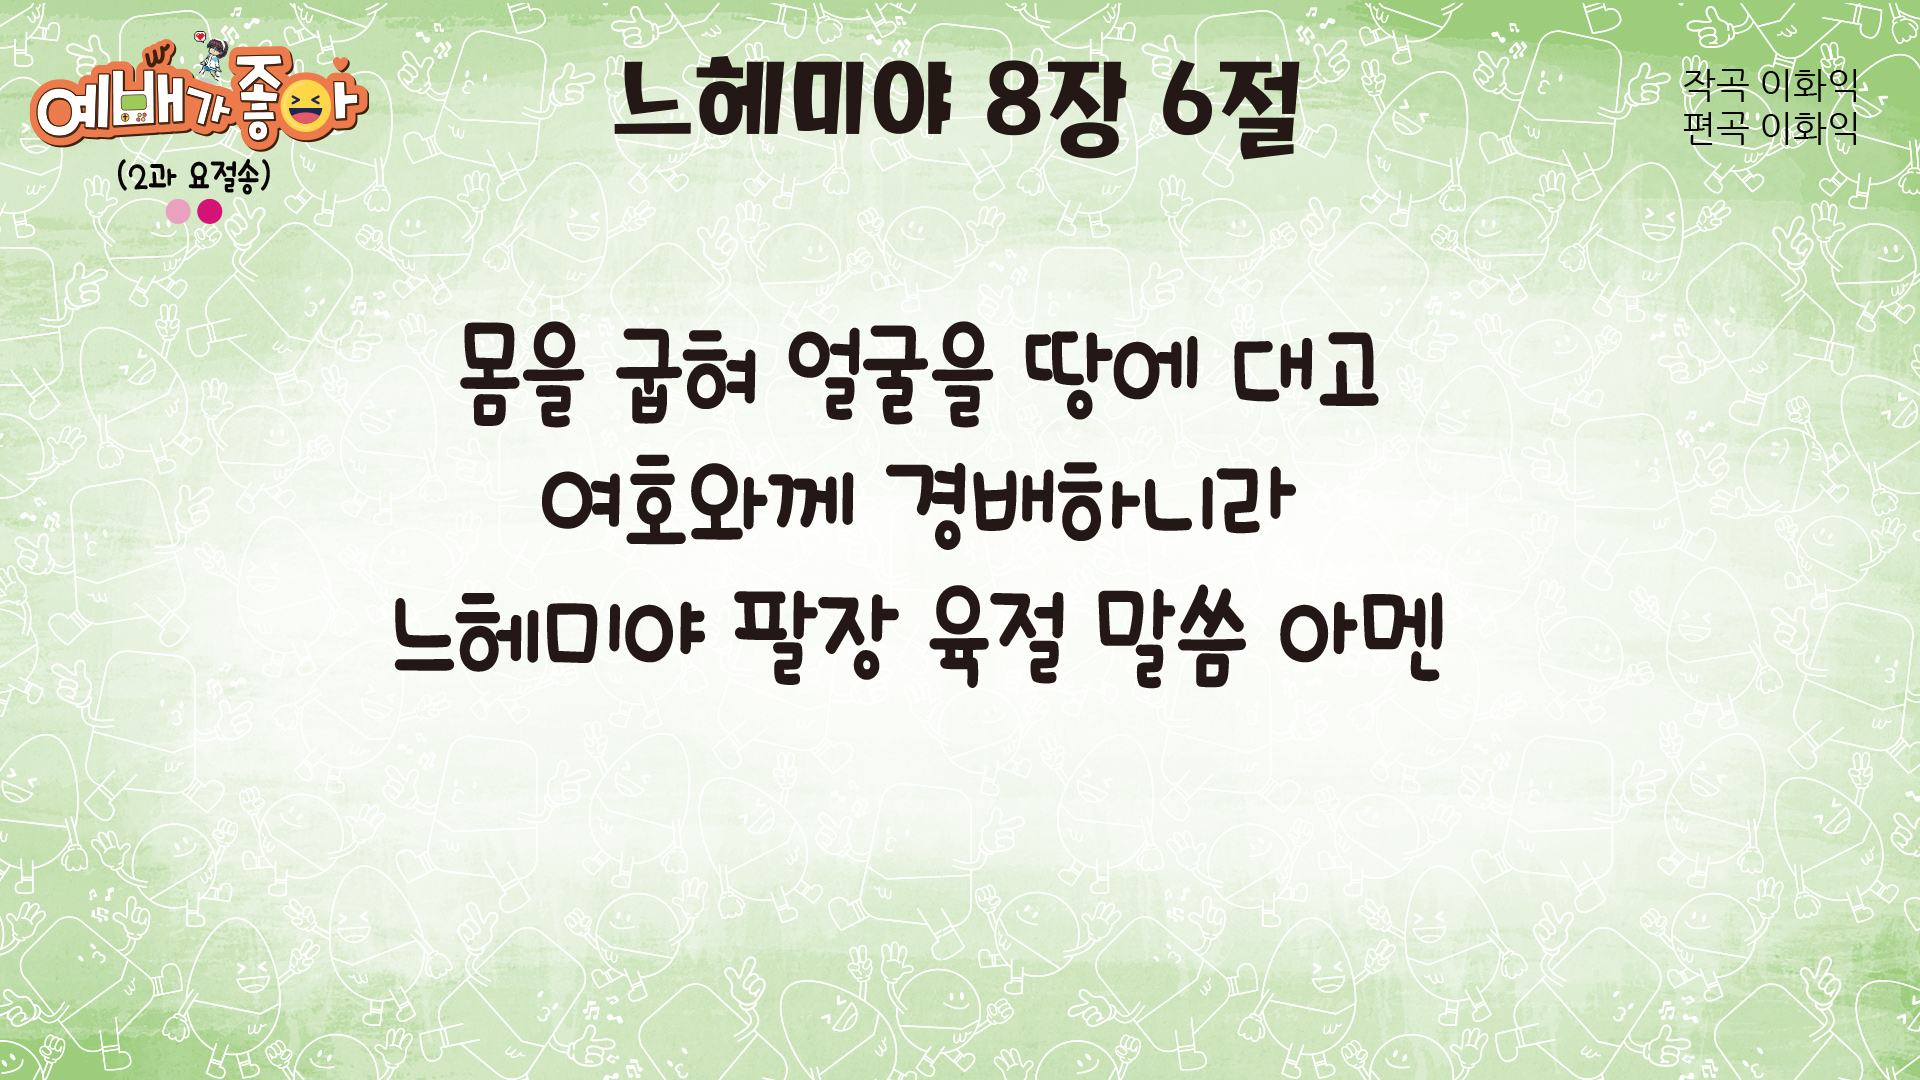 예배가 좋아
(2과 요절송)
느헤미야 8장 6절
작곡 이화익
편곡 이화익
몸을 굽혀 얼굴을 땅에 대고
여호와께 경배하니라
느헤미야 팔장 육절 말씀 아멘